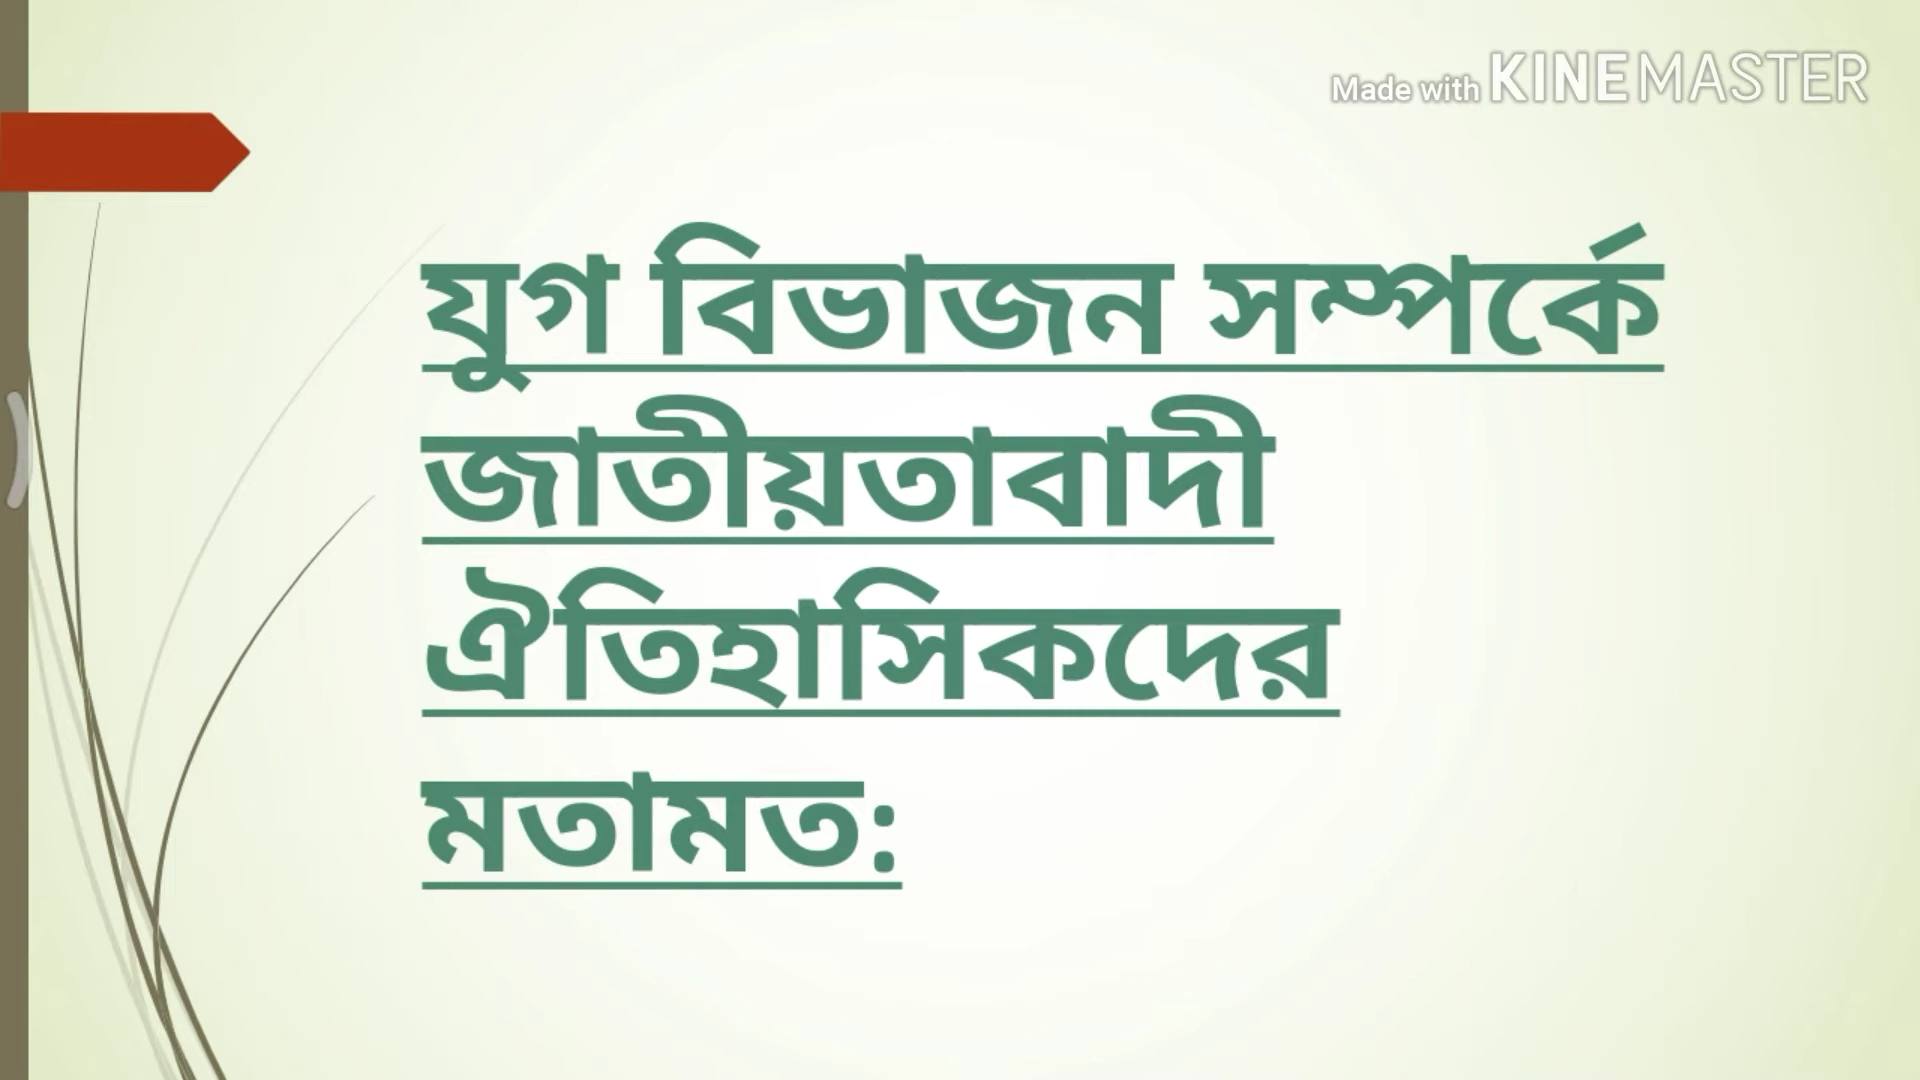 Made with KINEMASTER
যুগ বিভাজন সম্পর্কে
জাতীয়তাবাদী
ঐতিহাসিকদের
মতামত: